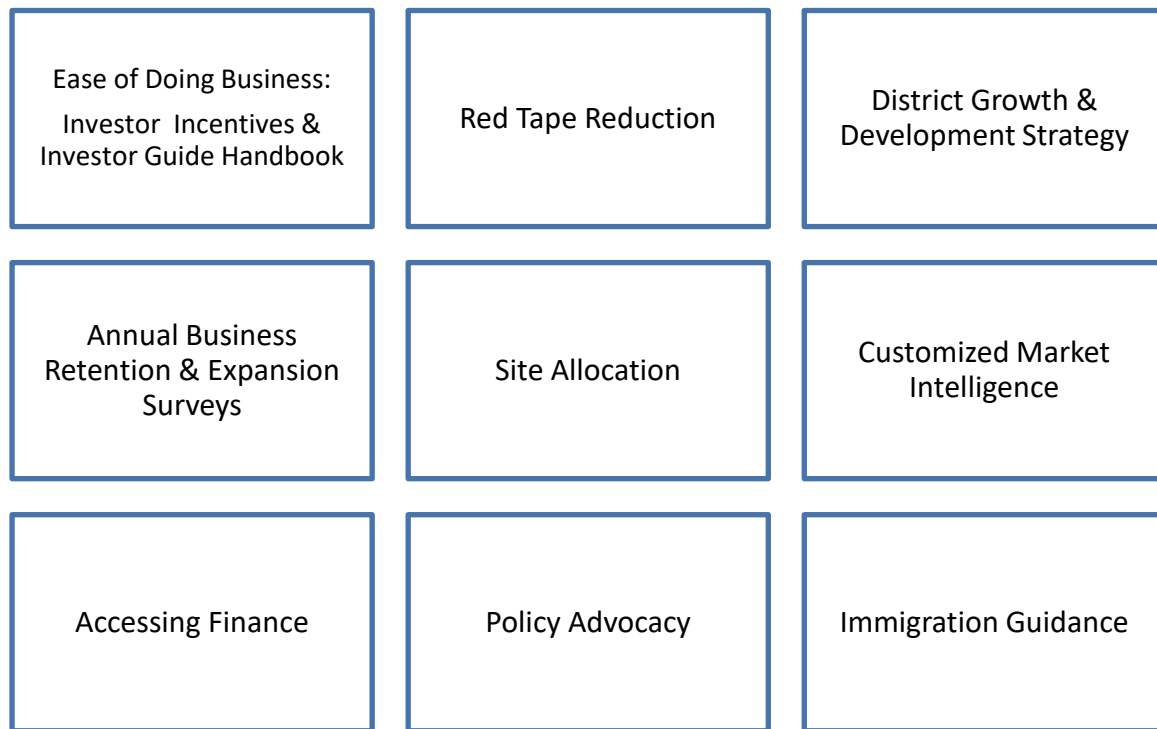 Ease of Doing Business:
Investor Incentives &
Investor Guide Handbook
Red Tape Reduction
District Growth &
Development Strategy
Annual Business
Retention & Expansion
Surveys
Site Allocation
Customized Market
Intelligence
Accessing Finance
Policy Advocacy
Immigration Guidance